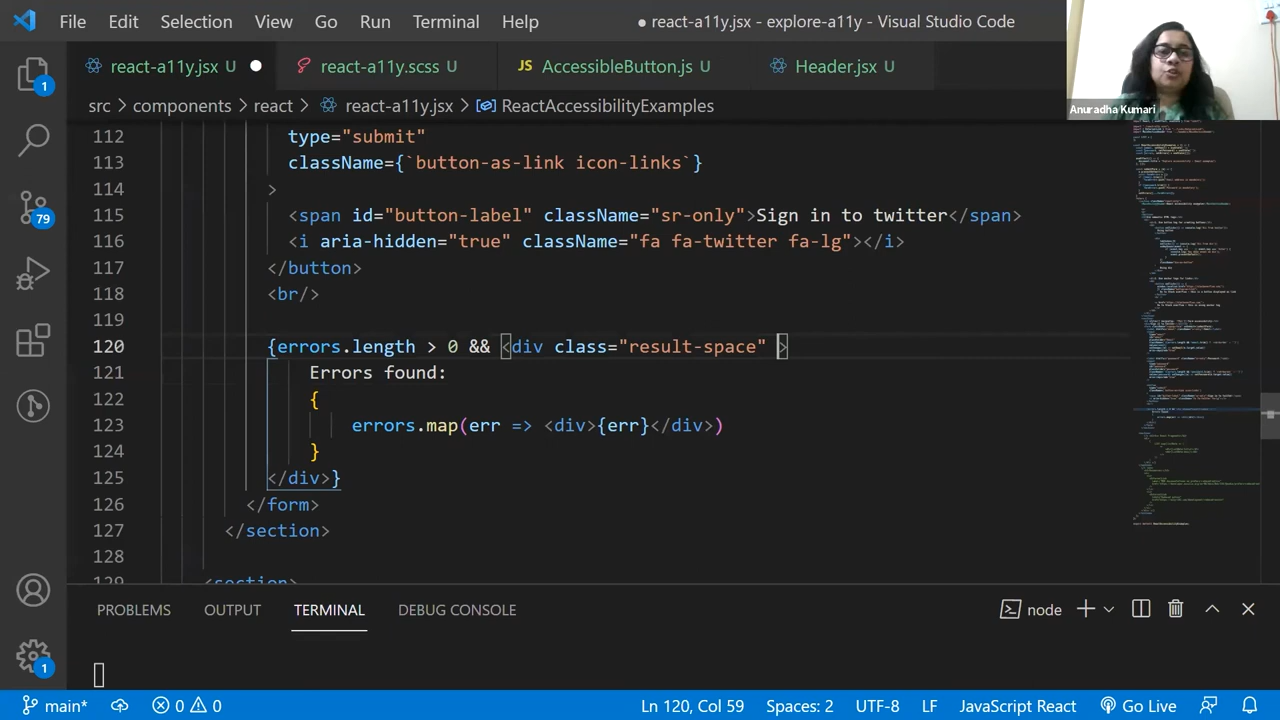 File Edit Selection View Go Run Terminal Help
● react-a11y.jsx - explore-a11y - Visual Studio Code
react-a11y.jsx U ● react-a11y.scss U JS AccessibleButton.js U Header.jsx U
src > components > react > react-a11y.jsx > ReactAccessibilityExamples
Anuradha Kumari
1
79
1
112 type="submit"
113 className={`button-as-link icon-links`}
114 >
115 <span id="button-label" className="sr-only">Sign in to twitter</span>
116 <i aria-hidden="true" className="fa fa-twitter fa-lg"></i>
117 </button>
118 <br/>
119
120 {errors.length > 0 && <div class="result-space" >
121 Errors found:
122 {
123 errors.map(err => <div>{err}</div>)
124 }
125 </div>}
126 </form>
127 </section>
128
129 <section>
PROBLEMS OUTPUT TERMINAL DEBUG CONSOLE
node
main* 0 0 Ln 120, Col 59 Spaces: 2 UTF-8 LF JavaScript React Go Live